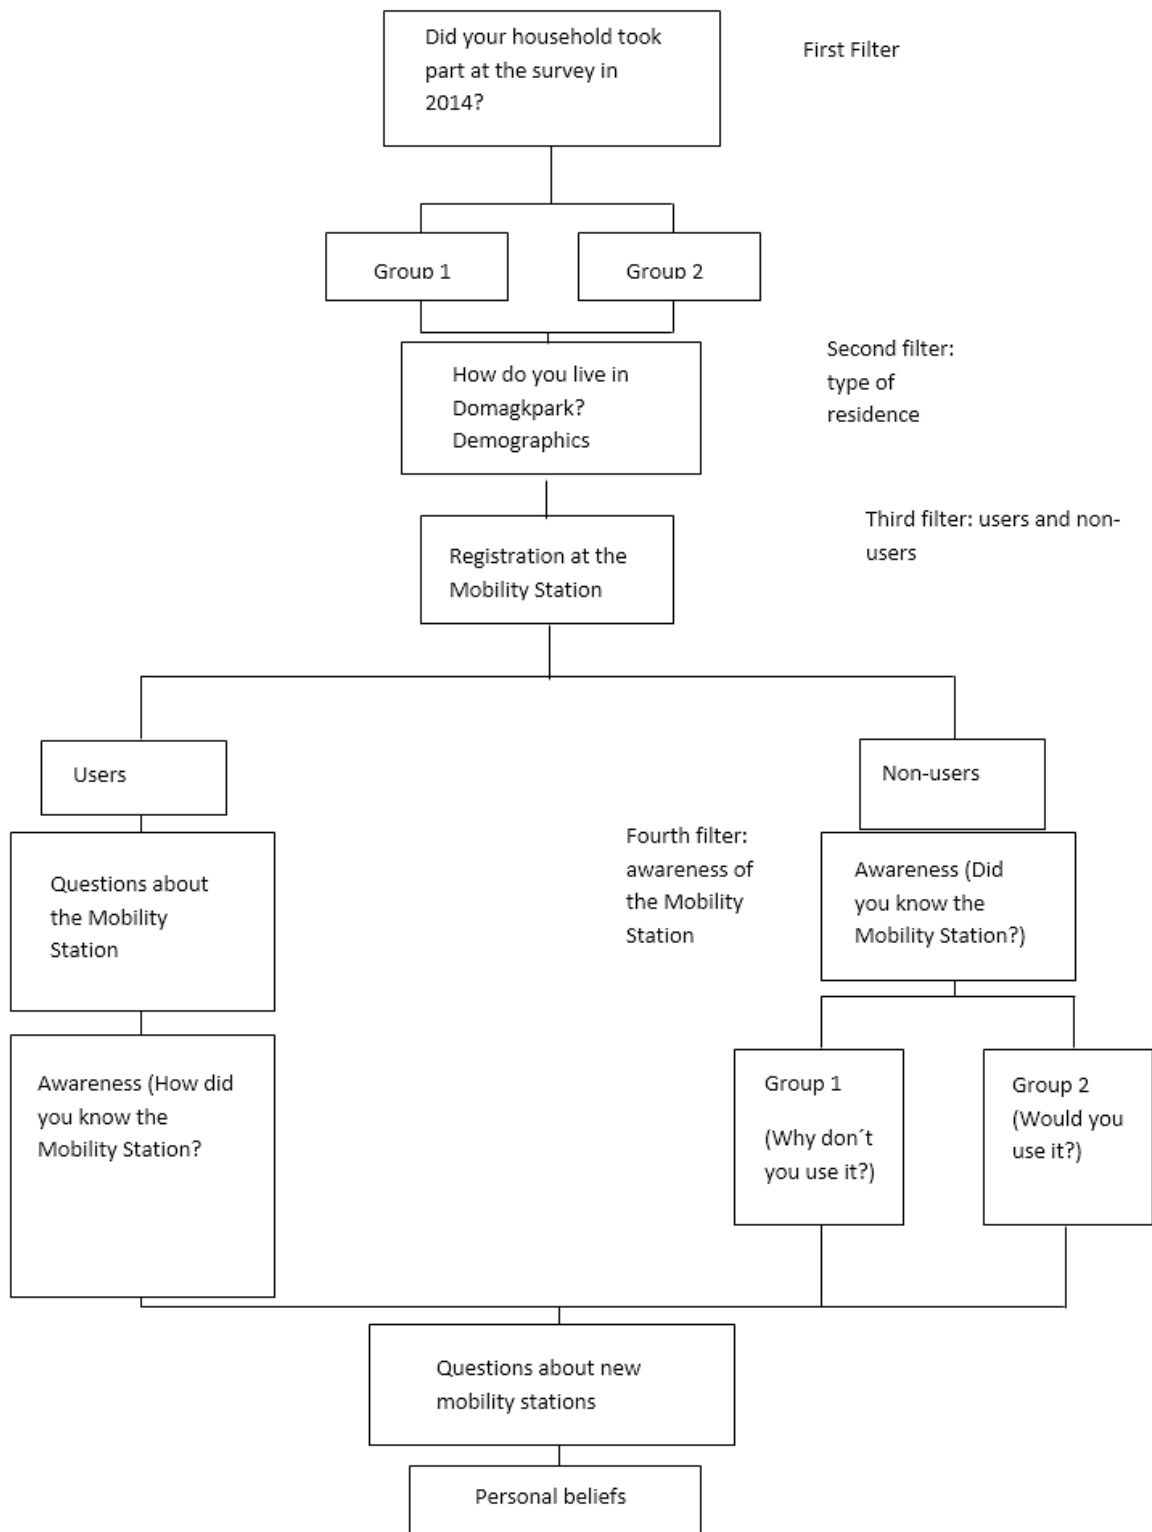 Did your household took
part at the survey in
2014?
First Filter
Group 1
Group 2
How do you live in
Domagkpark?
Demographics
Second filter:
type of
residence
Registration at the
Mobility Station
Third filter: users and non-
users
Users
Non-users
Questions about
the Mobility
Station
Fourth filter:
awareness of
the Mobility
Station
Awareness (Did
you know the
Mobility Station?)
Awareness (How did
you know the
Mobility Station?
Group 1
(Why don´t
you use it?)
Group 2
(Would you
use it?)
Questions about new
mobility stations
Personal beliefs